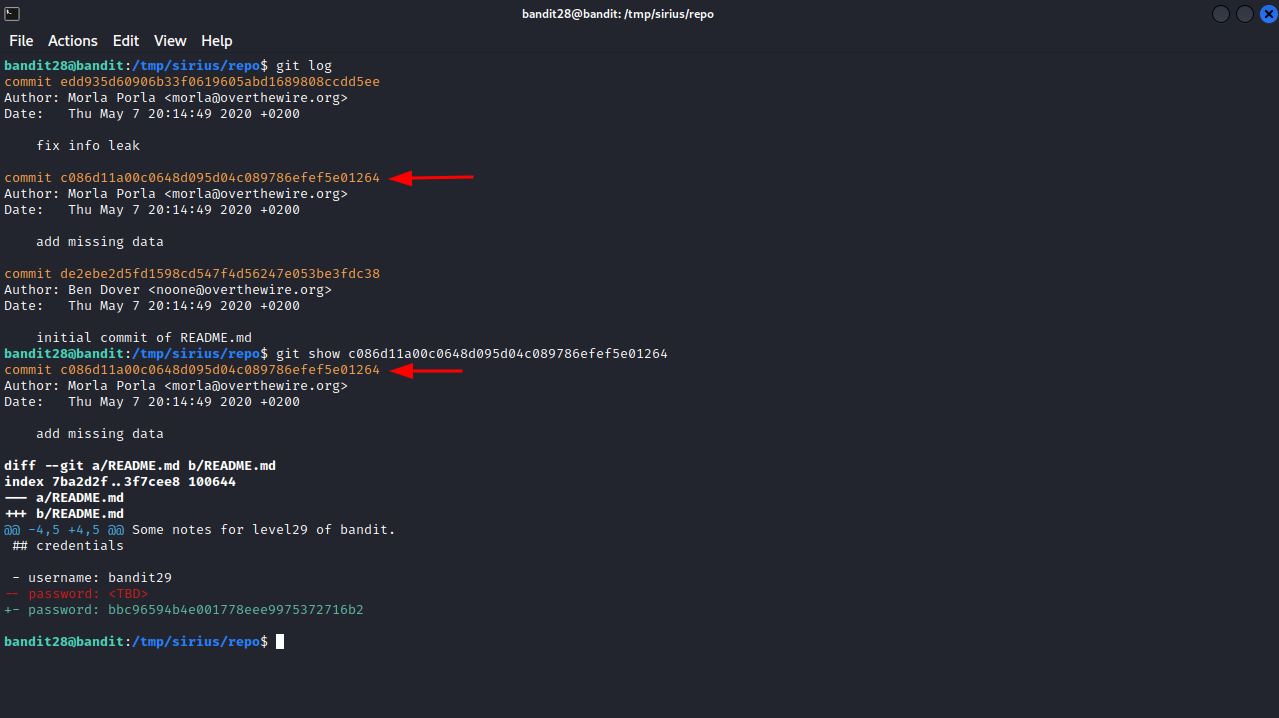 bandit28@bandit: /tmp/sirius/repo
File Actions Edit View Help
bandit28@bandit:/tmp/sirius/repo$ git log
commit edd935d60906b33f0619605abd1689808ccdd5ee
Author: Morla Porla <morla@overthewire.org>
Date:   Thu May 7 20:14:49 2020 +0200

    fix info leak

commit c086d11a00c0648d095d04c089786efef5e01264
Author: Morla Porla <morla@overthewire.org>
Date:   Thu May 7 20:14:49 2020 +0200

    add missing data

commit de2ebe2d5fd1598cd547f4d56247e053be3fdc38
Author: Ben Dover <noone@overthewire.org>
Date:   Thu May 7 20:14:49 2020 +0200

    initial commit of README.md
bandit28@bandit:/tmp/sirius/repo$ git show c086d11a00c0648d095d04c089786efef5e01264
commit c086d11a00c0648d095d04c089786efef5e01264
Author: Morla Porla <morla@overthewire.org>
Date:   Thu May 7 20:14:49 2020 +0200

    add missing data

diff --git a/README.md b/README.md
index 7ba2d2f..3f7cee8 100644
--- a/README.md
+++ b/README.md
@@ -4,5 +4,5 @@ Some notes for level29 of bandit.
 ## credentials

 - username: bandit29
-- password: <TBD>
+- password: bbc96594b4e001778eee9975372716b2

bandit28@bandit:/tmp/sirius/repo$